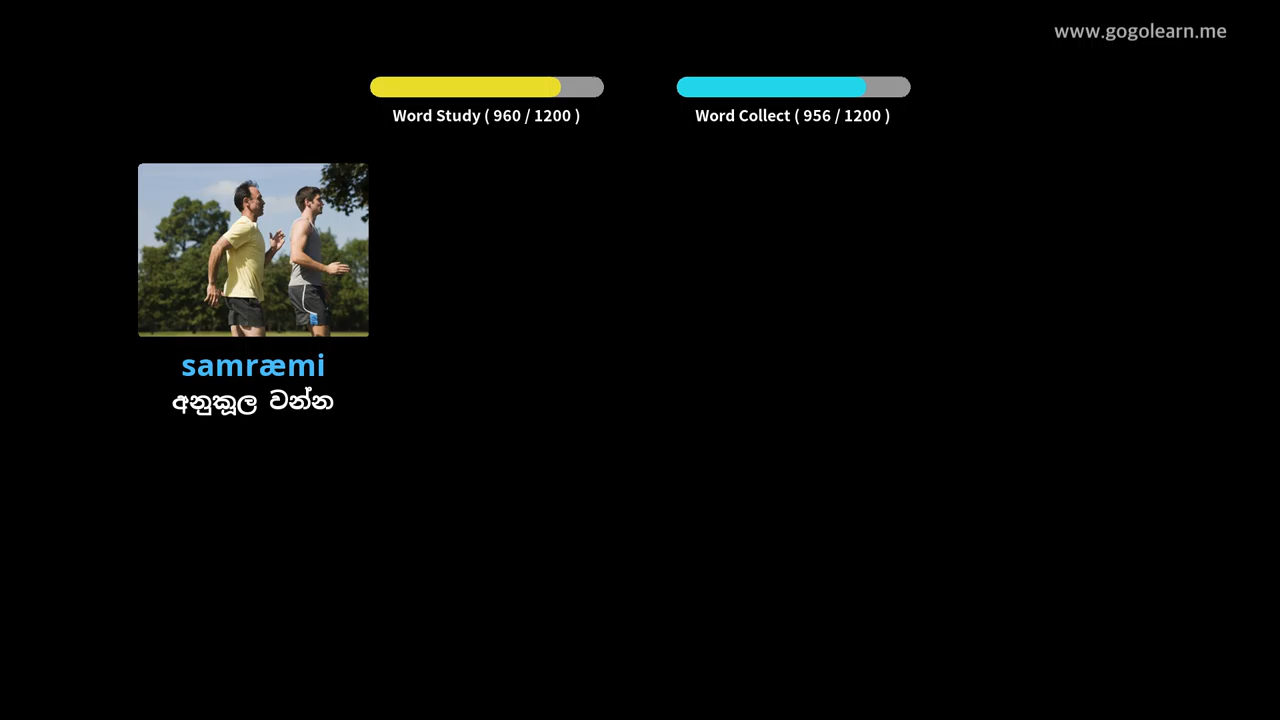 www.gogolearn.me
Word Study ( 960 / 1200 )
Word Collect ( 956 / 1200 )
samræmi
අනුකූල වන්න